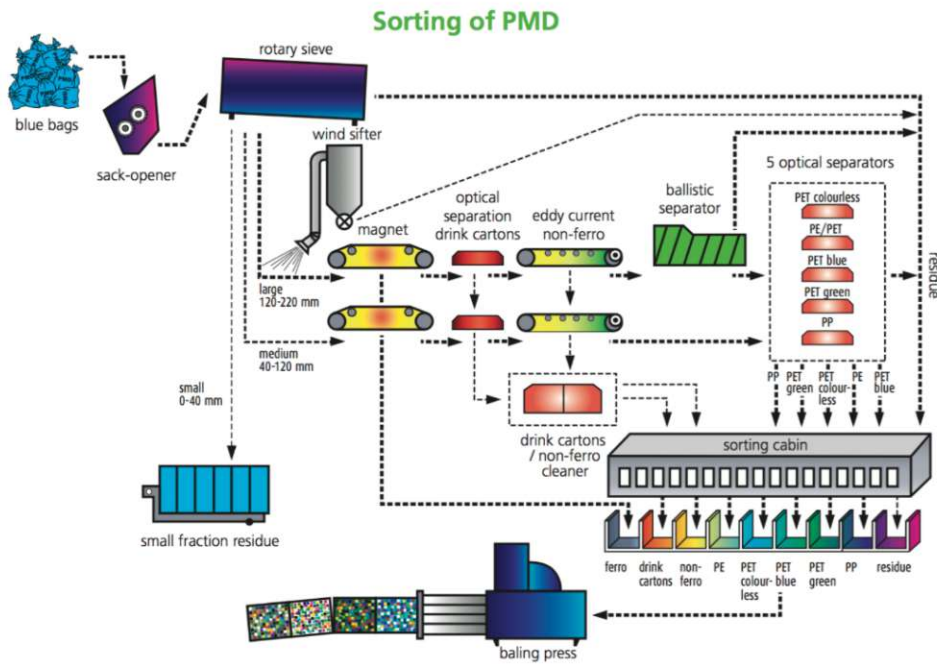 Sorting of PMD
blue bags
sack-opener
rotary sieve
wind sifter
magnet
optical
separation
drink cartons
eddy current
non-ferro
ballistic
separator
5 optical separators
PET colourless
PE/PET
PET blue
PET green
PP
residue
large
120-220 mm
medium
40-120 mm
small
0-40 mm
small fraction residue
drink cartons
/ non-ferro
cleaner
PP
PET
green
PET
colour-
less
PE
PET
blue
sorting cabin
ferro
drink
cartons
non-
ferro
PE
PET
colour-
less
PET
blue
PET
green
PP
residue
baling press